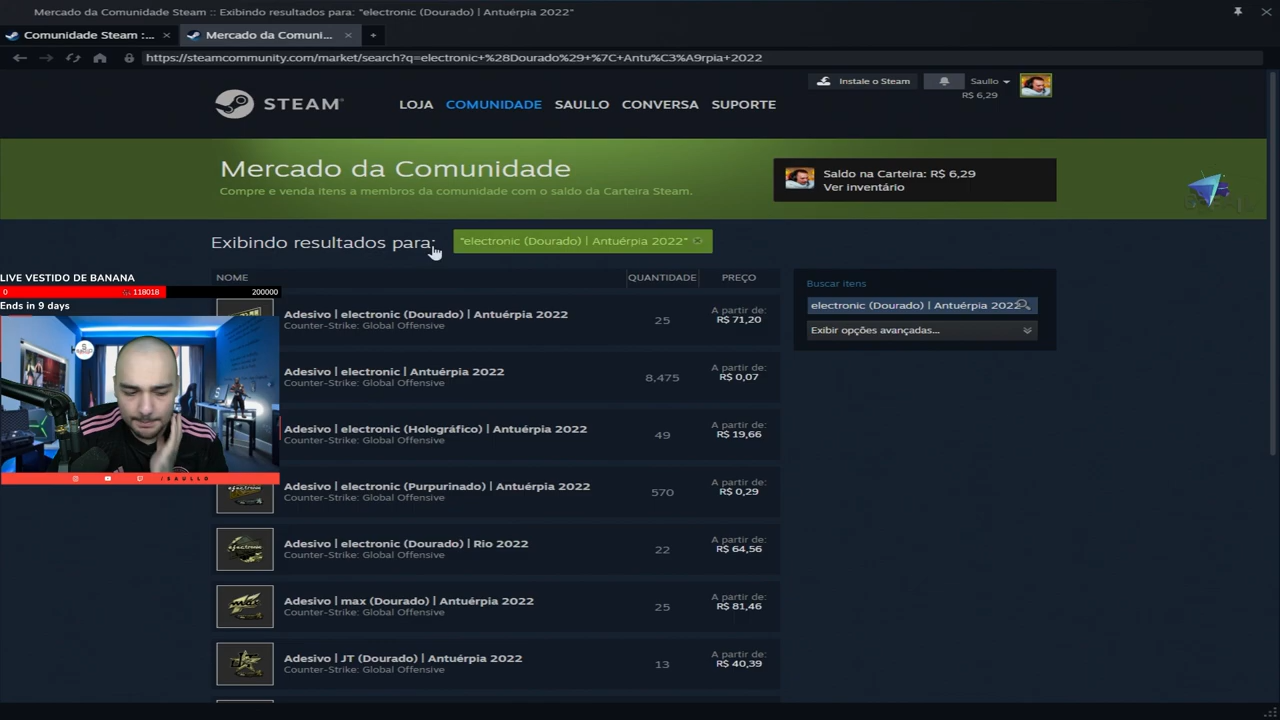 Mercado da Comunidade Steam :: Exibindo resultados para: "electronic (Dourado) | Antuérpia 2022"
Comunidade Steam :... ×
Mercado da Comuni... × +
https://steamcommunity.com/market/search?q=electronic+%28Dourado%29+%7C+Antu%C3%A9rpia+2022
Instale o Steam
Saullo
R$ 6,29
STEAM
LOJA COMUNIDADE SAULLO CONVERSA SUPORTE
Mercado da Comunidade
Compre e venda itens a membros da comunidade com o saldo da Carteira Steam.
Saldo na Carteira: R$ 6,29
Ver inventário
Exibindo resultados para:
"electronic (Dourado) | Antuérpia 2022"
NOME QUANTIDADE PREÇO
Buscar itens
electronic (Dourado) | Antuérpia 2022
Exibir opções avançadas...
LIVE VESTIDO DE BANANA
0 118018 200000
Ends in 9 days
/SAULLO
Adesivo | electronic (Dourado) | Antuérpia 2022
Counter-Strike: Global Offensive
25
A partir de:
R$ 71,20
Adesivo | electronic | Antuérpia 2022
Counter-Strike: Global Offensive
8,475
A partir de:
R$ 0,07
Adesivo | electronic (Holográfico) | Antuérpia 2022
Counter-Strike: Global Offensive
49
A partir de:
R$ 19,66
Adesivo | electronic (Purpurinado) | Antuérpia 2022
Counter-Strike: Global Offensive
570
A partir de:
R$ 0,29
Adesivo | electronic (Dourado) | Rio 2022
Counter-Strike: Global Offensive
22
A partir de:
R$ 64,56
Adesivo | max (Dourado) | Antuérpia 2022
Counter-Strike: Global Offensive
25
A partir de:
R$ 81,46
Adesivo | JT (Dourado) | Antuérpia 2022
Counter-Strike: Global Offensive
13
A partir de:
R$ 40,39